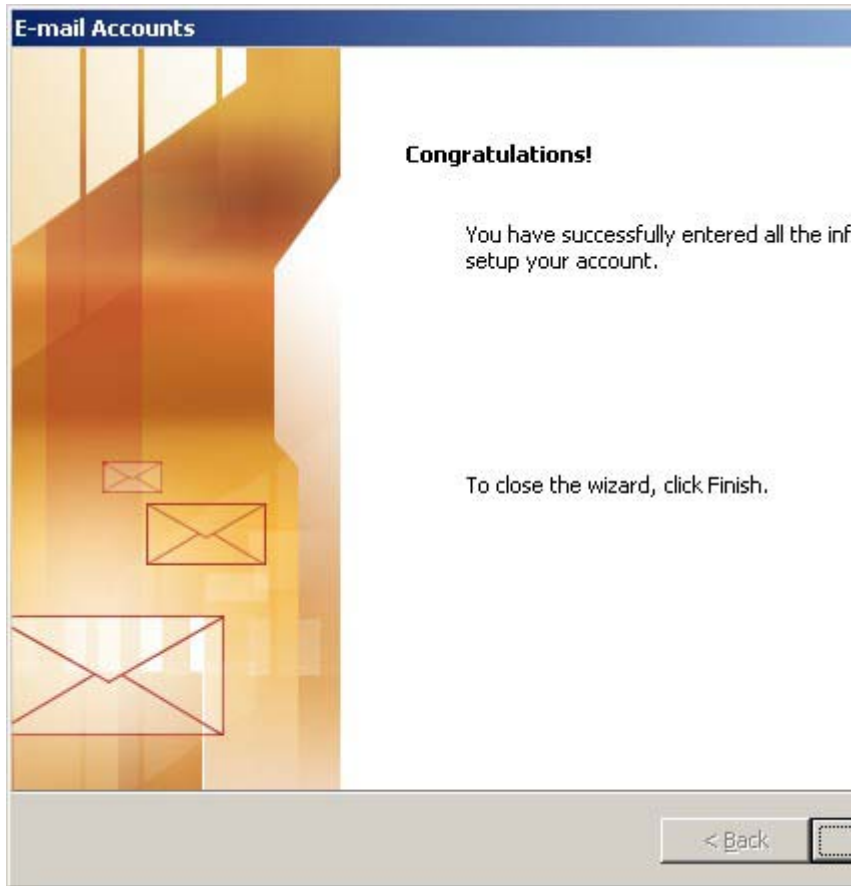 E-mail Accounts
Congratulations!
You have successfully entered all the
setup your account.
To close the wizard, click Finish.
< Back